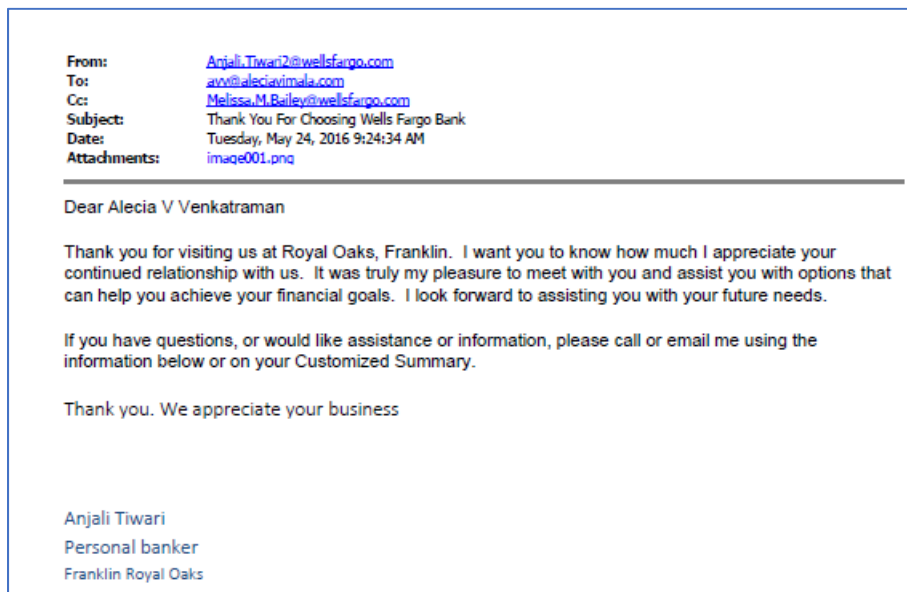 From: Anjali.Tiwari2@wellsfargo.com
To: avv@aleciavimala.com
Cc: Melissa.M.Bailey@wellsfargo.com
Subject: Thank You For Choosing Wells Fargo Bank
Date: Tuesday, May 24, 2016 9:24:34 AM
Attachments: image001.png
Dear Alecia V Venkatraman
Thank you for visiting us at Royal Oaks, Franklin. I want you to know how much I appreciate your
continued relationship with us. It was truly my pleasure to meet with you and assist you with options that
can help you achieve your financial goals. I look forward to assisting you with your future needs.
If you have questions, or would like assistance or information, please call or email me using the
information below or on your Customized Summary.
Thank you. We appreciate your business
Anjali Tiwari
Personal banker
Franklin Royal Oaks